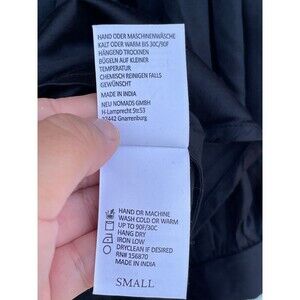 HAND ODER MASCHINENWÄSCHE
KALT ODER WARM BIS 30C/90F
HÄNGEND TROCKNEN
BÜGELN AUF KLEINER
TEMPERATUR
CHEMISCH REINIGEN FALLS
GEWÜNSCHT
MADE IN INDIA
NEU NOMADS GMBH
H-Lamprecht Str.53
27442 Gnarrenburg
HAND OR MACHINE
WASH COLD OR WARM
UP TO 90F/30C
HANG DRY
IRON LOW
DRYCLEAN IF DESIRED
RN# 156870
MADE IN INDIA
SMALL